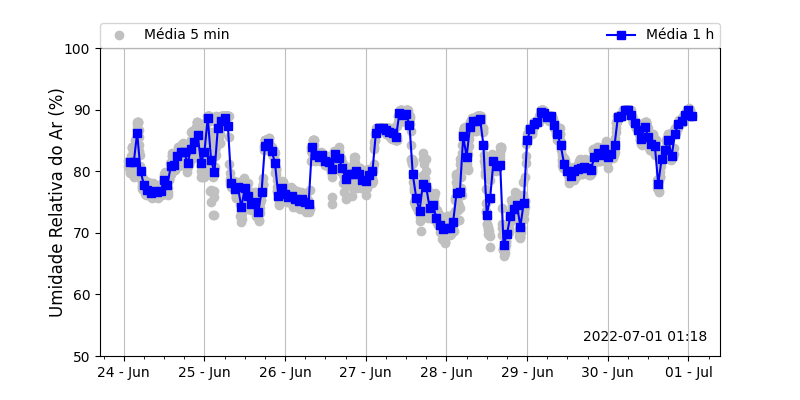 Média 5 min Média 1 h
Umidade Relativa do Ar (%)
100
90
80
70
60
50
2022-07-01 01:18
24 - Jun 25 - Jun 26 - Jun 27 - Jun 28 - Jun 29 - Jun 30 - Jun 01 - Jul